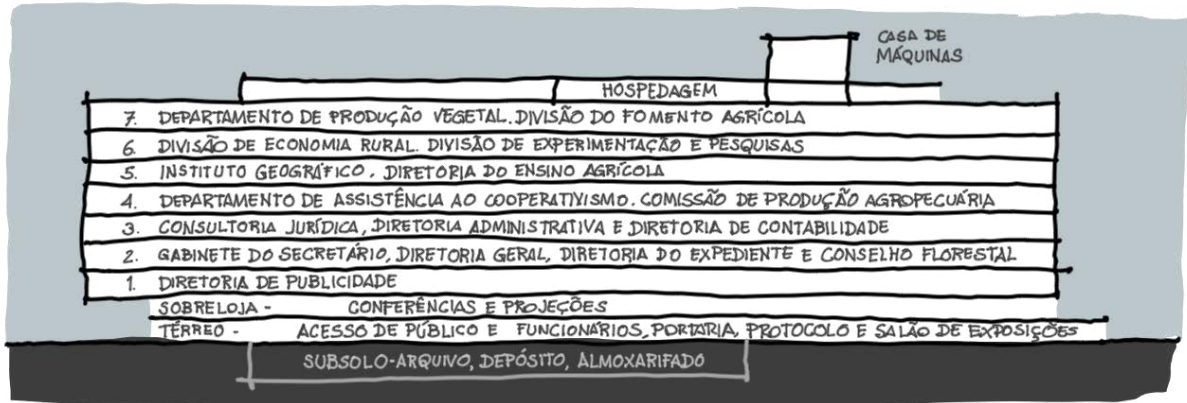 CASA DE
MÁQUINAS
HOSPEDAGEM
7. DEPARTAMENTO DE PRODUÇÃO VEGETAL. DIVISÃO DO FOMENTO AGRÍCOLA
6. DIVISÃO DE ECONOMIA RURAL. DIVISÃO DE EXPERIMENTAÇÃO E PESQUISAS
5. INSTITUTO GEOGRÁFICO. DIRETORIA DO ENSINO AGRÍCOLA
4. DEPARTAMENTO DE ASSISTÊNCIA AO COOPERATIVISMO. COMISSÃO DE PRODUÇÃO AGROPECUÁRIA
3. CONSULTORIA JURÍDICA, DIRETORIA ADMINISTRATIVA E DIRETORIA DE CONTABILIDADE
2. GABINETE DO SECRETÁRIO, DIRETORIA GERAL, DIRETORIA DO EXPEDIENTE E CONSELHO FLORESTAL
1. DIRETORIA DE PUBLICIDADE
SOBRELOJA - CONFERÊNCIAS E PROJEÇÕES
TÉRREO - ACESSO DE PÚBLICO E FUNCIONÁRIOS, PORTARIA, PROTOCOLO E SALÃO DE EXPOSIÇÕES
SUBSOLO-ARQUIVO, DEPÓSITO, ALMOXARIFADO